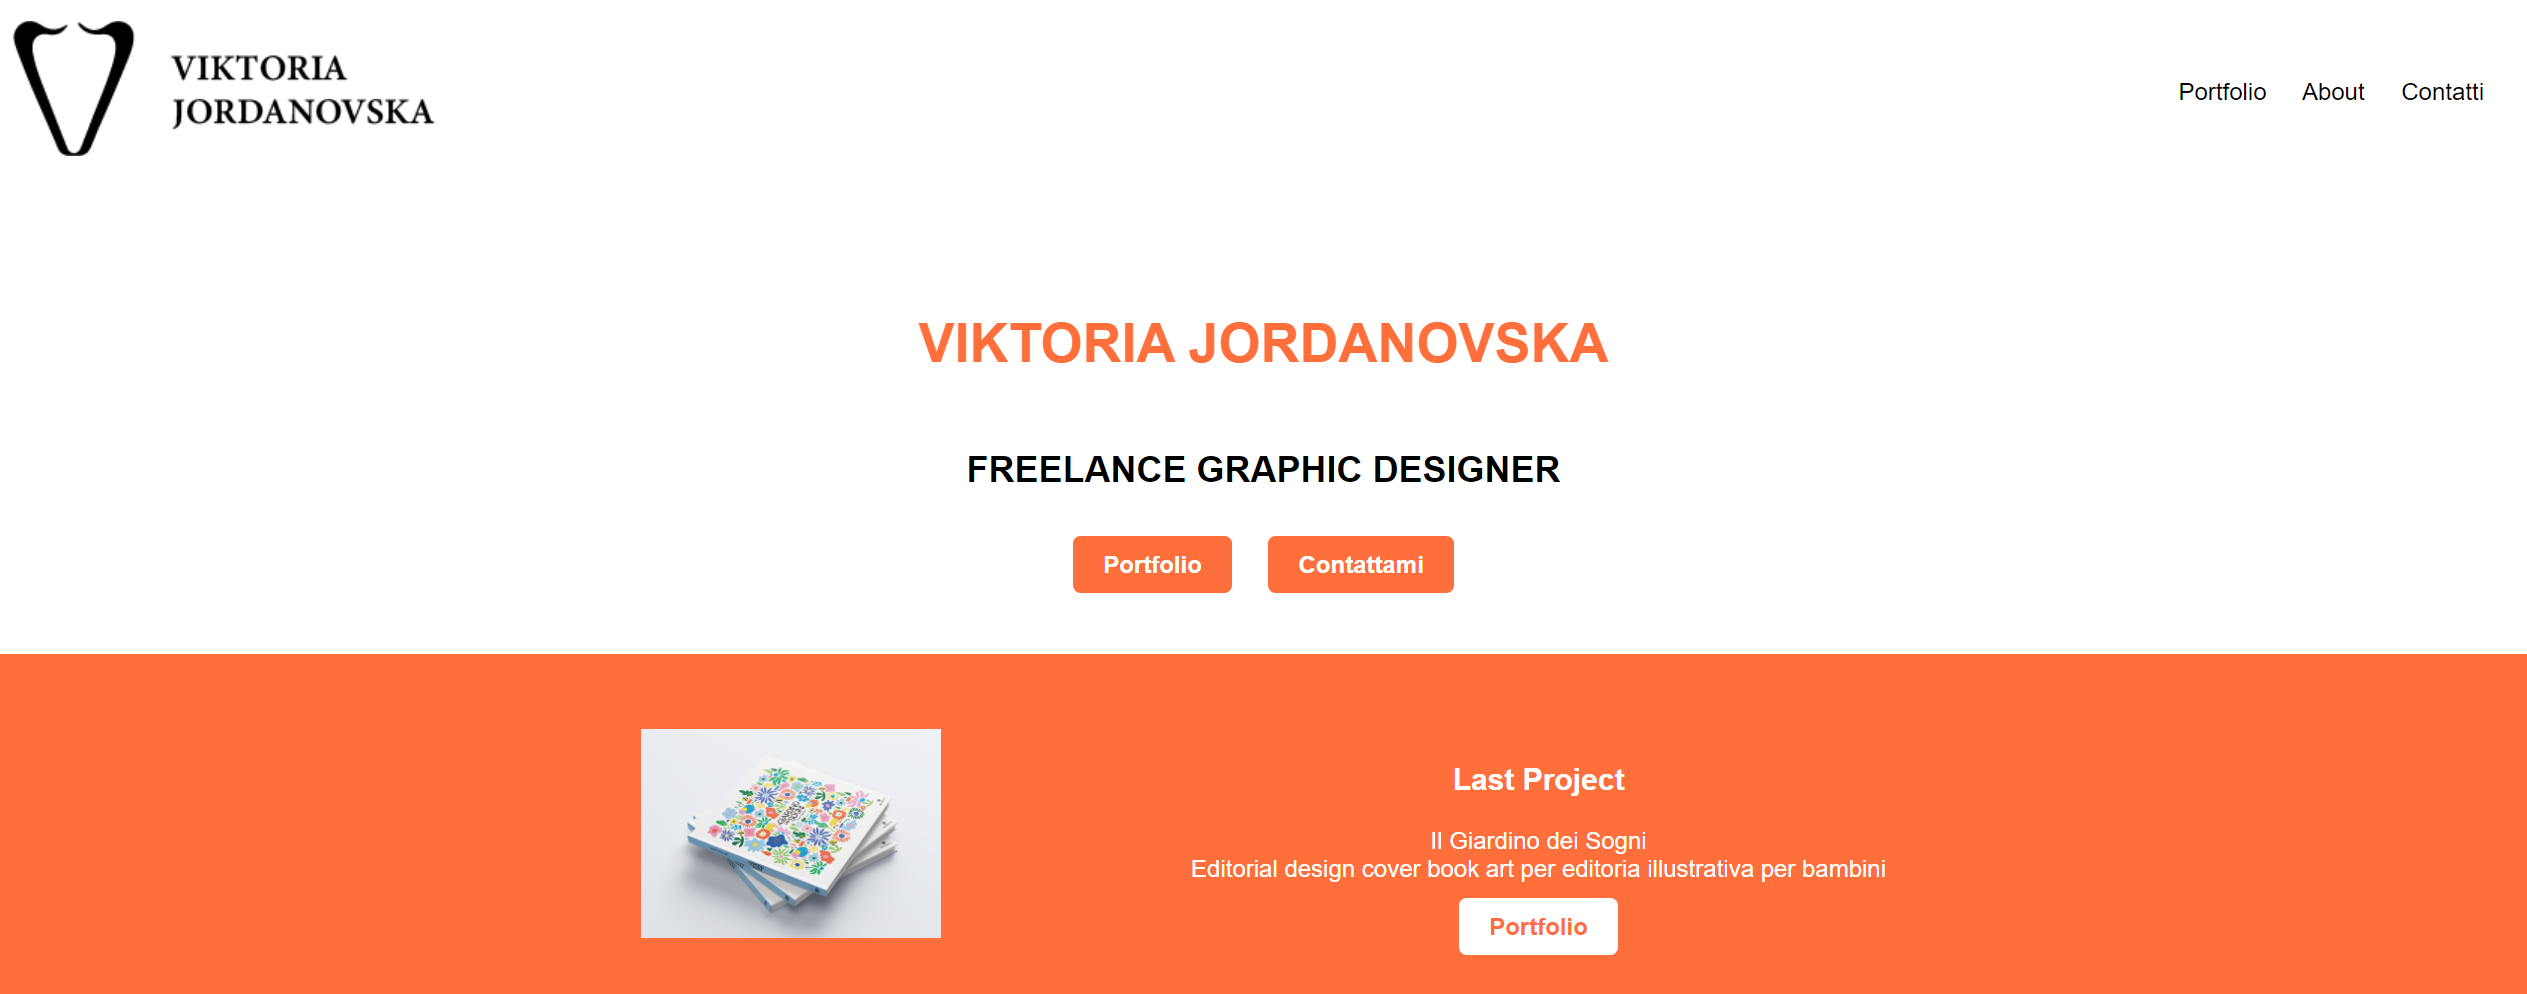 VIKTORIA
JORDANOVSKA
Portfolio About Contatti
VIKTORIA JORDANOVSKA
FREELANCE GRAPHIC DESIGNER
Portfolio Contattami
Last Project
Il Giardino dei Sogni
Editorial design cover book art per editoria illustrativa per bambini
Portfolio